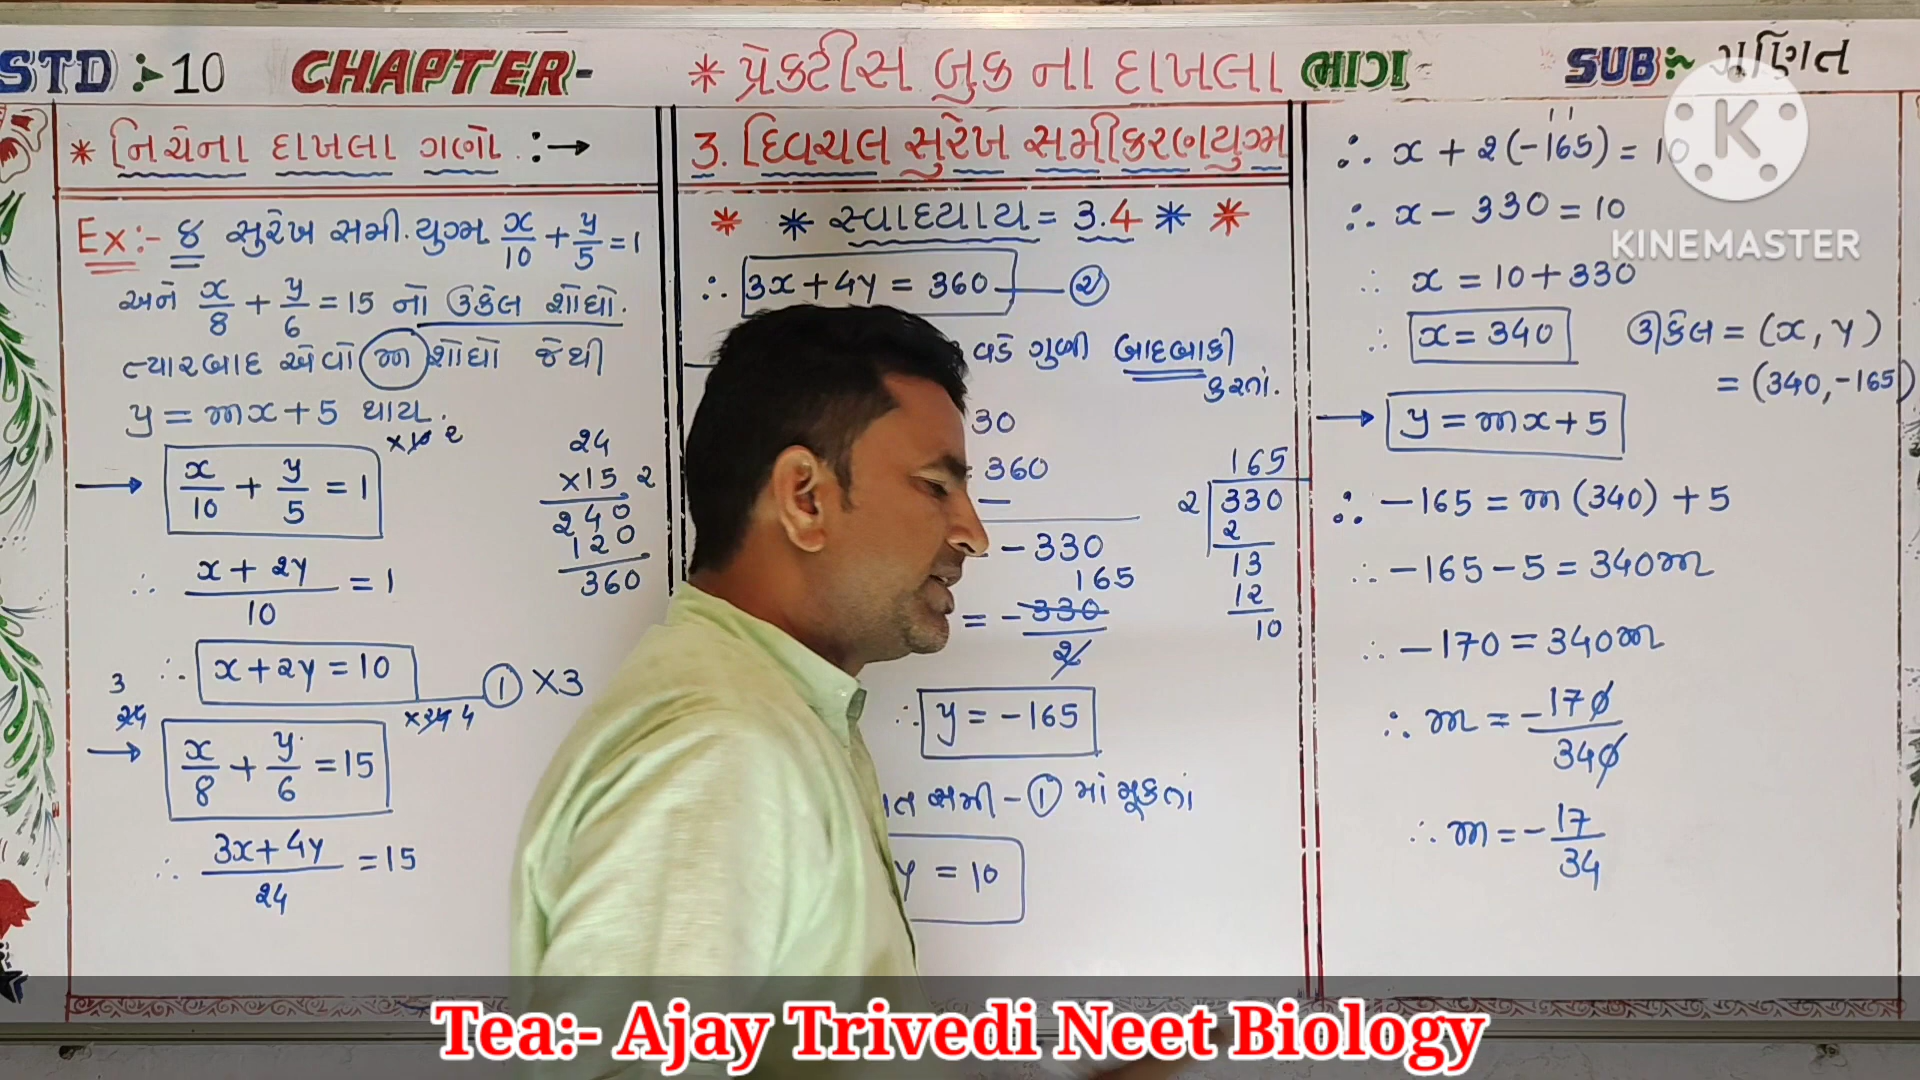 STD :- 10 CHAPTER- * પ્રેકટીસ બુક ના દાખલા ભાગ - SUB:~ ગણિત
* નિચેના દાખલા ગણો :→
Ex:- ૪ સુરેખ સમી. યુગ્મ x/10 + y/5 = 1
અને x/8 + y/6 = 15 નો ઉકેલ શોધો.
ત્યારબાદ એવો m શોધો જેથી
y = mx + 5 થાય.
→ x/10 + y/5 = 1
∴ x + 2y / 10 = 1
∴ x + 2y = 10 — ① ×3
→ x/8 + y/6 = 15
∴ 3x + 4y / 24 = 15
24
×15
240
120
360
3. દ્વિચલ સુરેખ સમીકરણયુગ્મ
* * સ્વાધ્યાય = 3.4 * *
∴ 3x + 4y = 360 — ②
વડે ગુણી બાદબાકી
કરતાં.
30
= 360
—
= -330
165
= -330/2
∴ y = -165
ત સમી - ① માં મૂકતાં
y = 10
165
2 330
2
13
12
10
∴ x + 2(-165) = 10
∴ x - 330 = 10
∴ x = 10 + 330
∴ x = 340 ઉકેલ = (x, y)
= (340, -165)
→ y = mx + 5
∴ -165 = m (340) + 5
∴ -165 - 5 = 340m
∴ -170 = 340m
∴ m = -170/340
∴ m = -17/34
K
KINEMASTER
Tea:- Ajay Trivedi Neet Biology